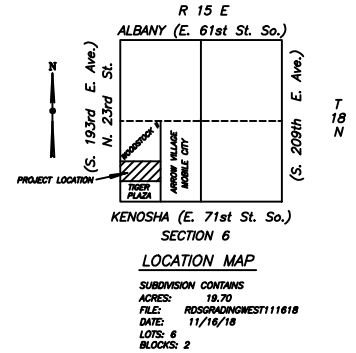 R 15 E
ALBANY (E. 61st St. So.)
N
(S. 193rd E. Ave.)
N. 23rd St.
(S. 209th E. Ave.)
T
18
N
WOODSTOCK II
ARROW VILLAGE
MOBILE CITY
PROJECT LOCATION
TIGER
PLAZA
KENOSHA (E. 71st St. So.)
SECTION 6
LOCATION MAP
SUBDIVISION CONTAINS
ACRES: 19.70
FILE: RDSGRADINGWEST111618
DATE: 11/16/18
LOTS: 6
BLOCKS: 2